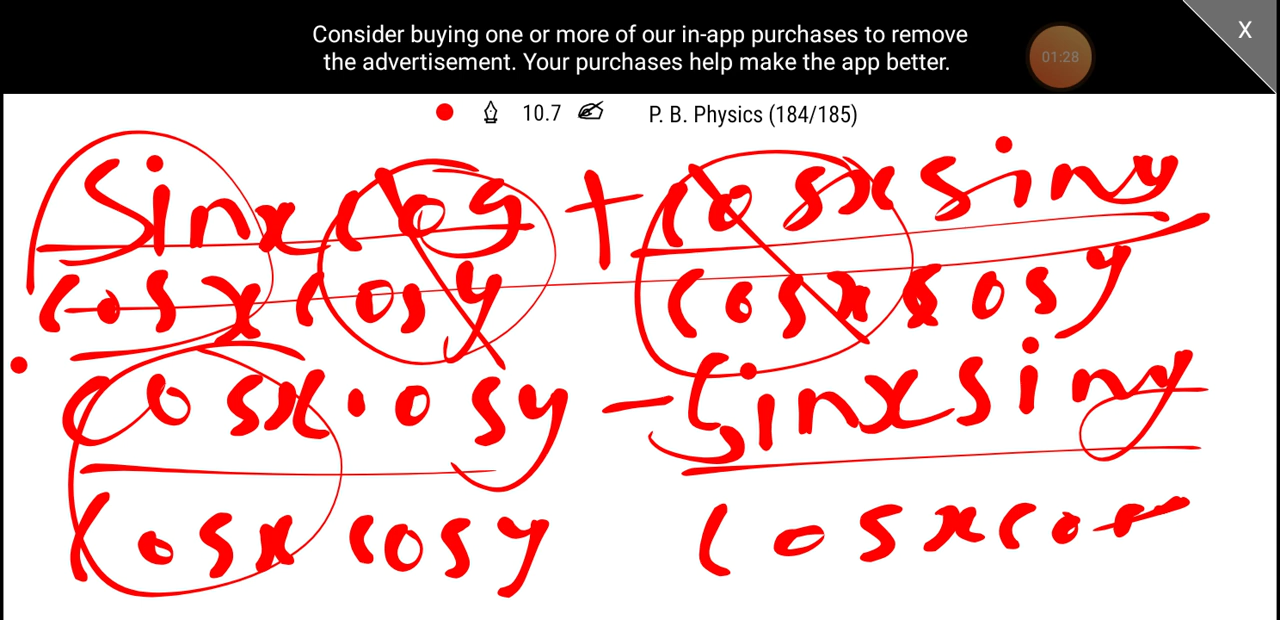 Consider buying one or more of our in-app purchases to remove
the advertisement. Your purchases help make the app better.
01:28
X
10.7 P. B. Physics (184/185)
Sinx cosy + cosx siny
cosx cosy cosx cosy
cosx cosy - Sinx siny
cosx cosy cosx cos